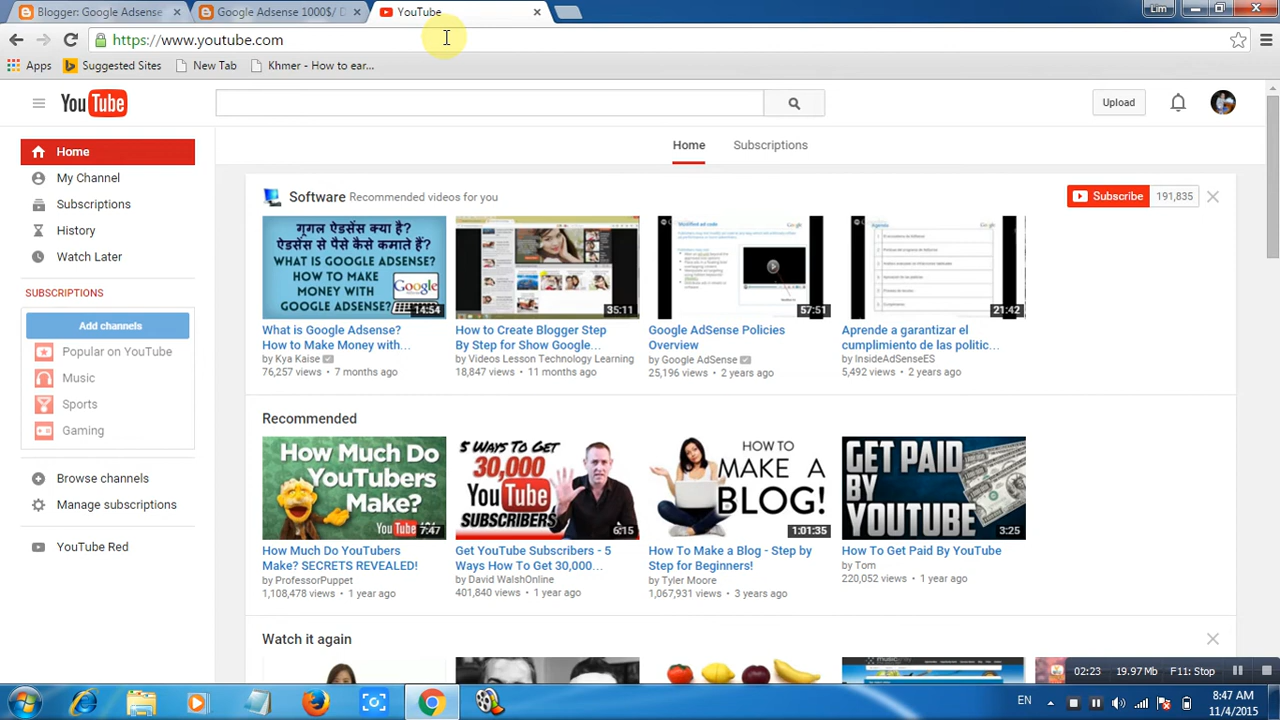 Blogger: Google Adsense
Google Adsense 1000$/ D
YouTube
Lim
https://www.youtube.com
Apps
Suggested Sites
New Tab
Khmer - How to ear...
YouTube
Upload
Home
My Channel
Subscriptions
History
Watch Later
SUBSCRIPTIONS
Add channels
Popular on YouTube
Music
Sports
Gaming
Browse channels
Manage subscriptions
YouTube Red
Home
Subscriptions
Software Recommended videos for you
Subscribe 191,835
गूगल ऐडसेंस क्या है?
ऐडसेंस से पैसे कैसे कमाते हैं?
WHAT IS GOOGLE ADSENSE?
HOW TO MAKE
MONEY WITH
GOOGLE ADSENSE?
Google
14:54
What is Google Adsense?
How to Make Money with...
by Kya Kaise
76,257 views • 7 months ago
35:11
How to Create Blogger Step
By Step for Show Google...
by Videos Lesson Technology Learning
18,847 views • 11 months ago
Modified ad code
Google
57:51
Google AdSense Policies
Overview
by Google AdSense
25,196 views • 2 years ago
Agenda
Google
21:42
Aprende a garantizar el
cumplimiento de las politic...
by InsideAdSenseES
5,492 views • 2 years ago
Recommended
How Much Do
YouTubers
Make?
YouTube
7:47
How Much Do YouTubers
Make? SECRETS REVEALED!
by ProfessorPuppet
1,108,478 views • 1 year ago
5 WAYS TO GET
30,000
YouTube
SUBSCRIBERS
6:15
Get YouTube Subscribers - 5
Ways How To Get 30,000...
by David WalshOnline
401,840 views • 1 year ago
HOW TO
MAKE A
BLOG!
1:01:35
How To Make a Blog - Step by
Step for Beginners!
by Tyler Moore
1,067,931 views • 3 years ago
GET PAID
BY
YOUTUBE
3:25
How To Get Paid By YouTube
by Tom
220,052 views • 1 year ago
Watch it again
02:23 19.97 Mb F11: Stop
EN
8:47 AM
11/4/2015